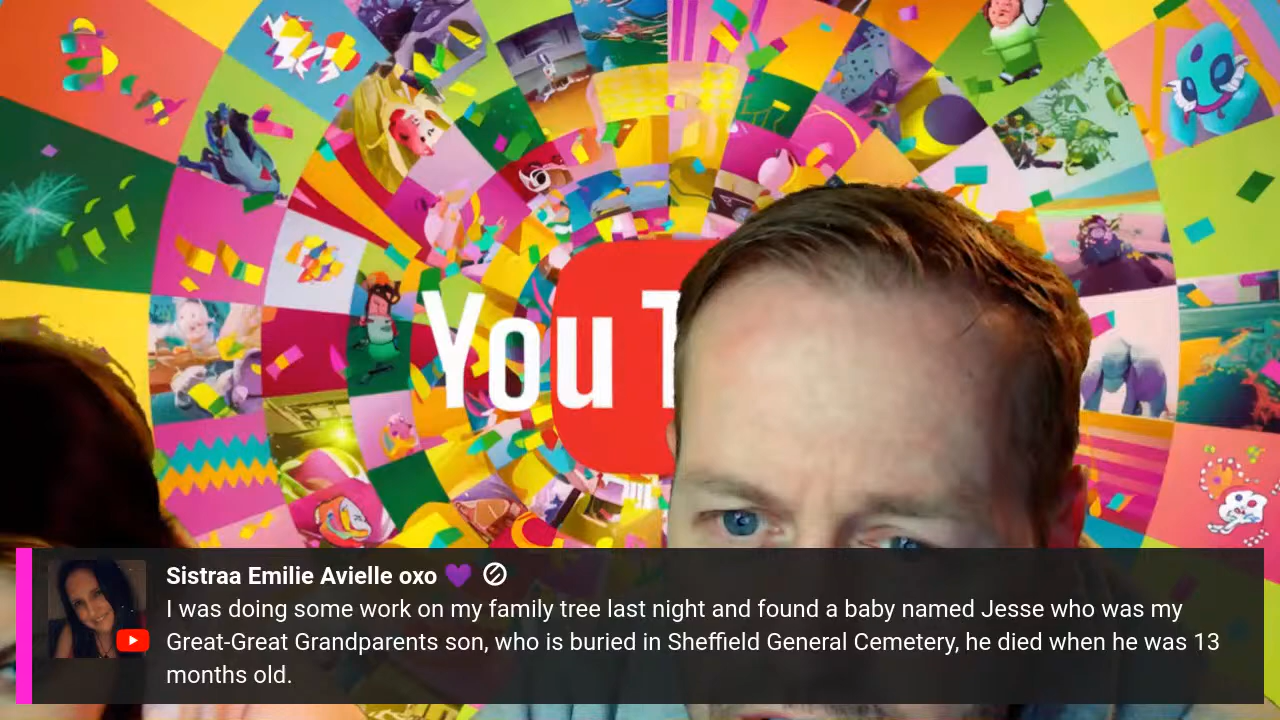 You T
Sistraa Emilie Avielle oxo 💜
I was doing some work on my family tree last night and found a baby named Jesse who was my
Great-Great Grandparents son, who is buried in Sheffield General Cemetery, he died when he was 13
months old.